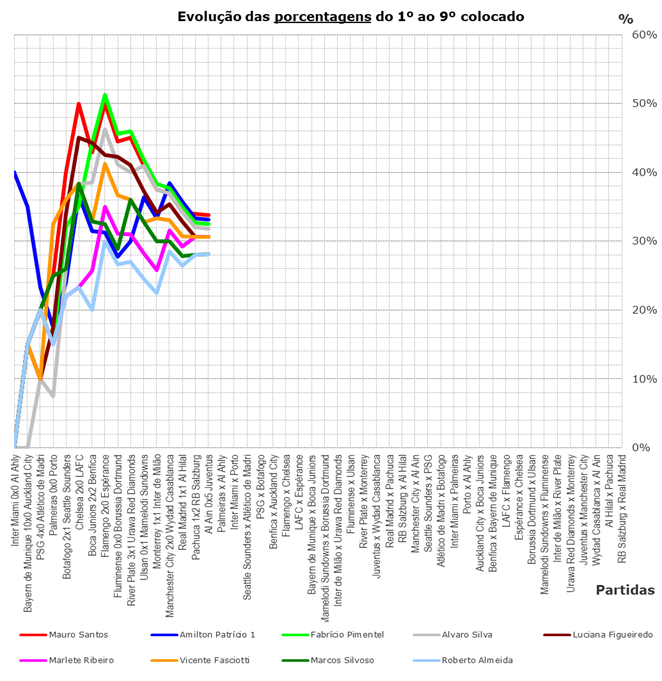 Evolução das porcentagens do 1º ao 9º colocado
%
60%
50%
40%
30%
20%
10%
0%
Inter Miami 0x0 Al Ahly
Bayern de Munique 10x0 Auckland City
PSG 4x0 Atlético de Madri
Palmeiras 0x0 Porto
Botafogo 2x1 Seattle Sounders
Chelsea 2x0 LAFC
Boca Juniors 2x2 Benfica
Flamengo 2x0 Espérance
Fluminense 0x0 Borussia Dortmund
River Plate 3x1 Urawa Red Diamonds
Ulsan 0x1 Mamelodi Sundowns
Monterrey 1x1 Inter de Milão
Manchester City 2x0 Wydad Casablanca
Real Madrid 1x1 Al Hilal
Pachuca 1x2 RB Salzburg
Al Ain 0x5 Juventus
Palmeiras x Al Ahly
Inter Miami x Porto
Seattle Sounders x Atlético de Madri
PSG x Botafogo
Benfica x Auckland City
Flamengo x Chelsea
LAFC x Espérance
Bayern de Munique x Boca Juniors
Mamelodi Sundowns x Borussia Dortmund
Inter de Milão x Urawa Red Diamonds
Fluminense x Ulsan
River Plate x Monterrey
Juventus x Wydad Casablanca
Real Madrid x Pachuca
RB Salzburg x Al Hilal
Manchester City x Al Ain
Seattle Sounders x PSG
Atlético de Madri x Botafogo
Inter Miami x Palmeiras
Porto x Al Ahly
Auckland City x Boca Juniors
Benfica x Bayern de Munique
LAFC x Flamengo
Esperance x Chelsea
Borussia Dortmund x Ulsan
Mamelodi Sundowns x Fluminense
Inter de Milão x River Plate
Urawa Red Diamonds x Monterrey
Juventus x Manchester City
Wydad Casablanca x Al Ain
Al Hilal x Pachuca
RB Salzburg x Real Madrid
Partidas
Mauro Santos
Amilton Patrício 1
Fabrício Pimentel
Alvaro Silva
Luciana Figueiredo
Marlete Ribeiro
Vicente Fasciotti
Marcos Silvoso
Roberto Almeida